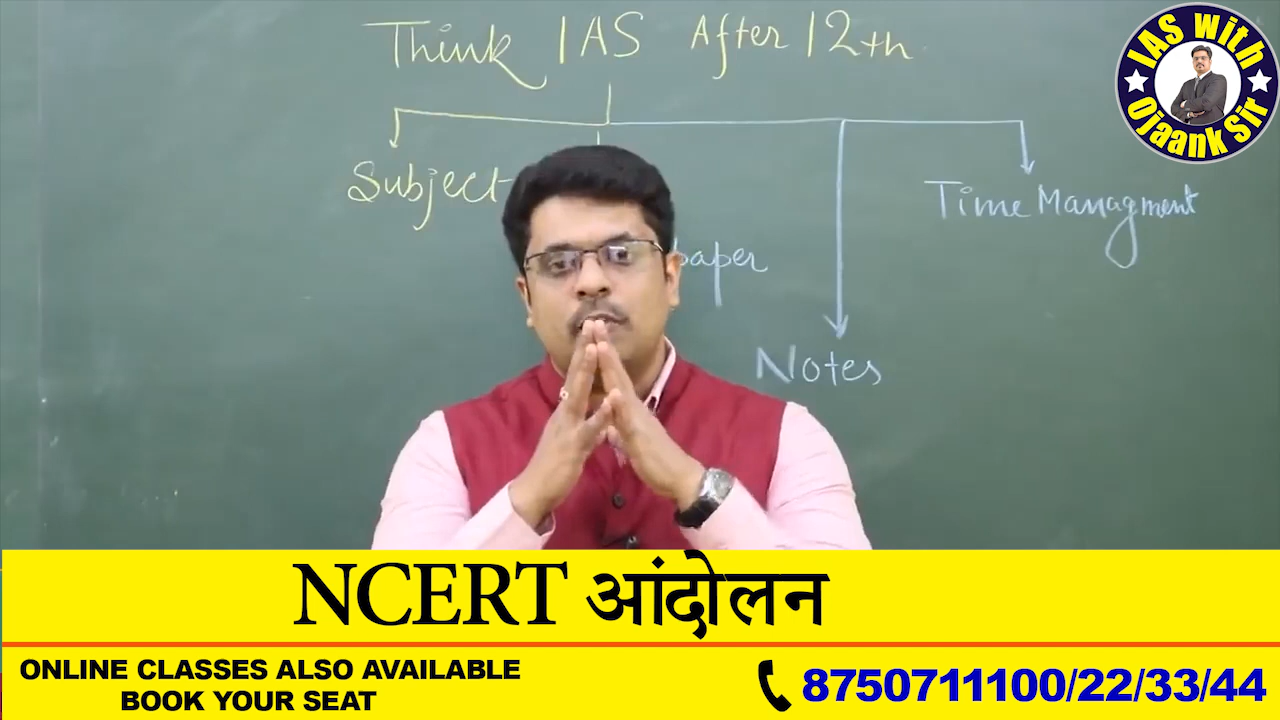 Think IAS After 12th
IAS with
Ojaank Sir
Subject
Time Managment
paper
Notes
NCERT आंदोलन
ONLINE CLASSES ALSO AVAILABLE
BOOK YOUR SEAT
8750711100/22/33/44